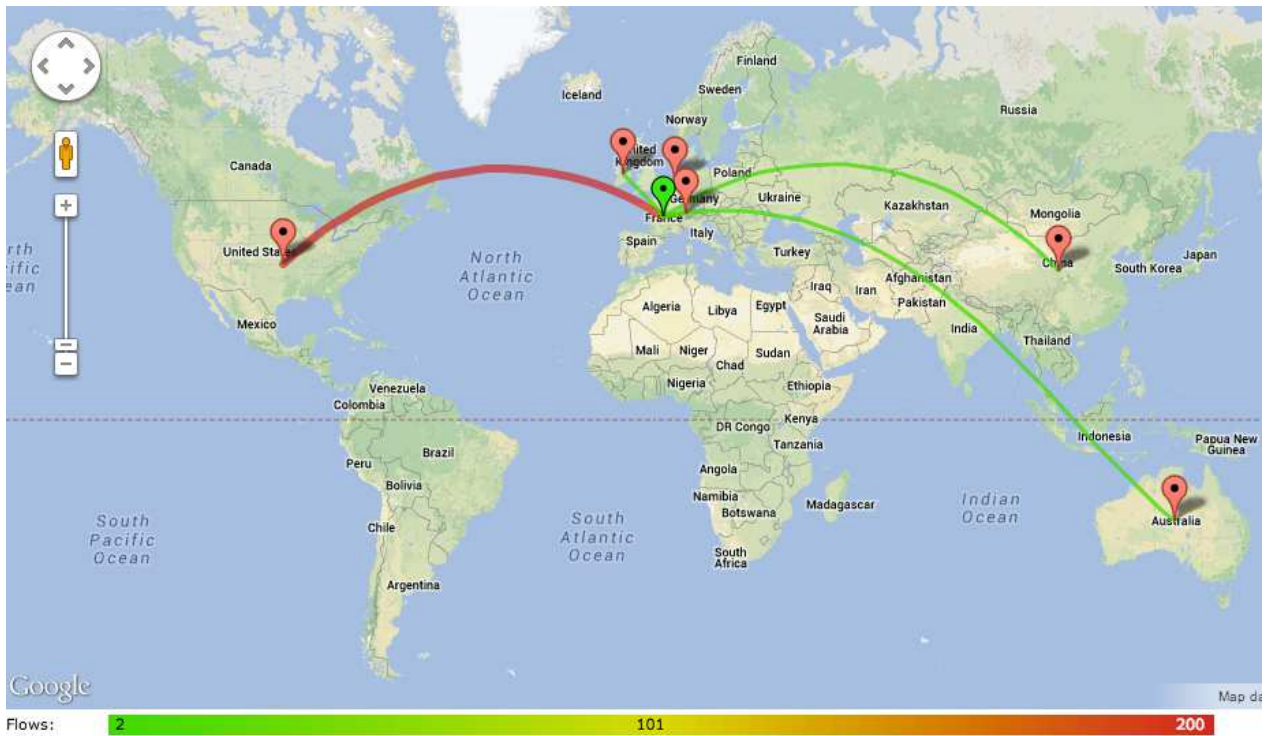 Finland
Iceland
Sweden
Russia
Norway
Canada
United
Kingdom
Poland
Germany
Ukraine
Kazakhstan
Mongolia
France
Spain
Italy
United States
North
Atlantic
Ocean
Turkey
China
South Korea
Japan
Afghanistan
Iraq
Iran
Pakistan
Algeria
Libya
Egypt
Saudi
Arabia
India
Mexico
Thailand
Mali
Niger
Chad
Sudan
Nigeria
Ethiopia
Venezuela
Colombia
DR Congo
Kenya
Tanzania
Indonesia
Papua New
Guinea
Brazil
Peru
Bolivia
Angola
Namibia
Botswana
Madagascar
Indian
Ocean
Australia
South
Pacific
Ocean
Chile
South
Atlantic
Ocean
South
Africa
Argentina
Google
Map da
Flows:
2
101
200